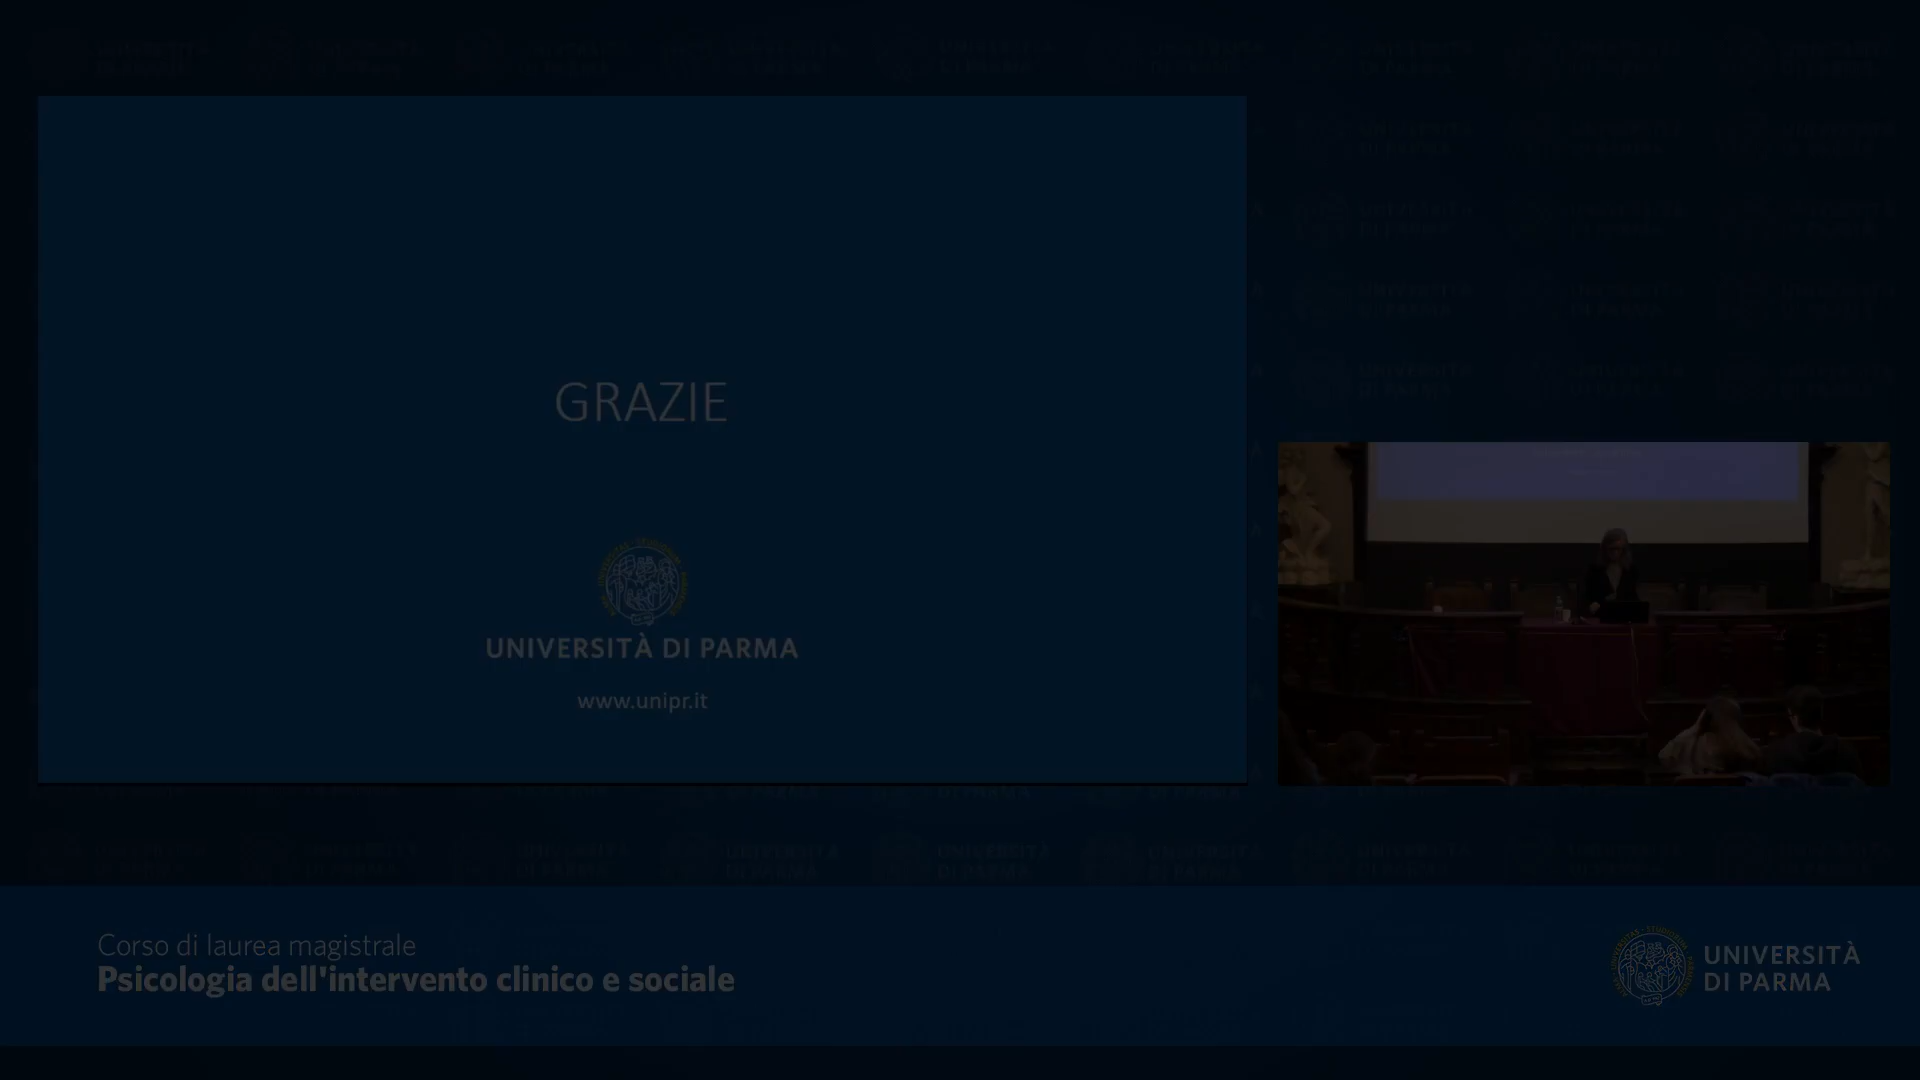 GRAZIE
UNIVERSITÀ DI PARMA
www.unipr.it
Corso di laurea magistrale
Psicologia dell'intervento clinico e sociale
UNIVERSITÀ
DI PARMA